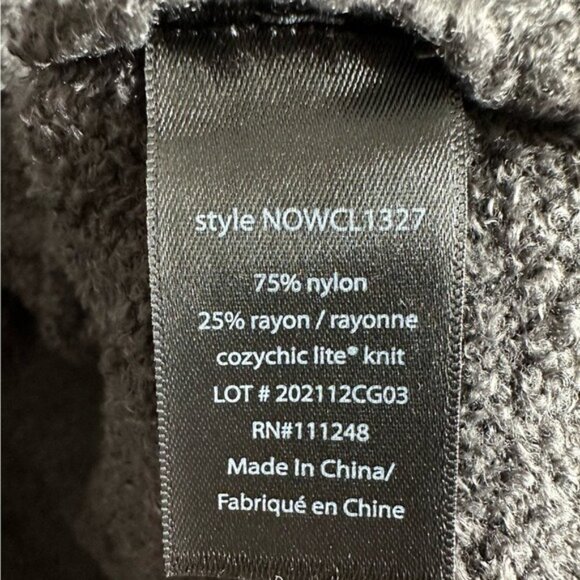 style NOWCL1327
75% nylon
25% rayon / rayonne
cozychic lite® knit
LOT # 202112CG03
RN#111248
Made In China/
Fabriqué en Chine